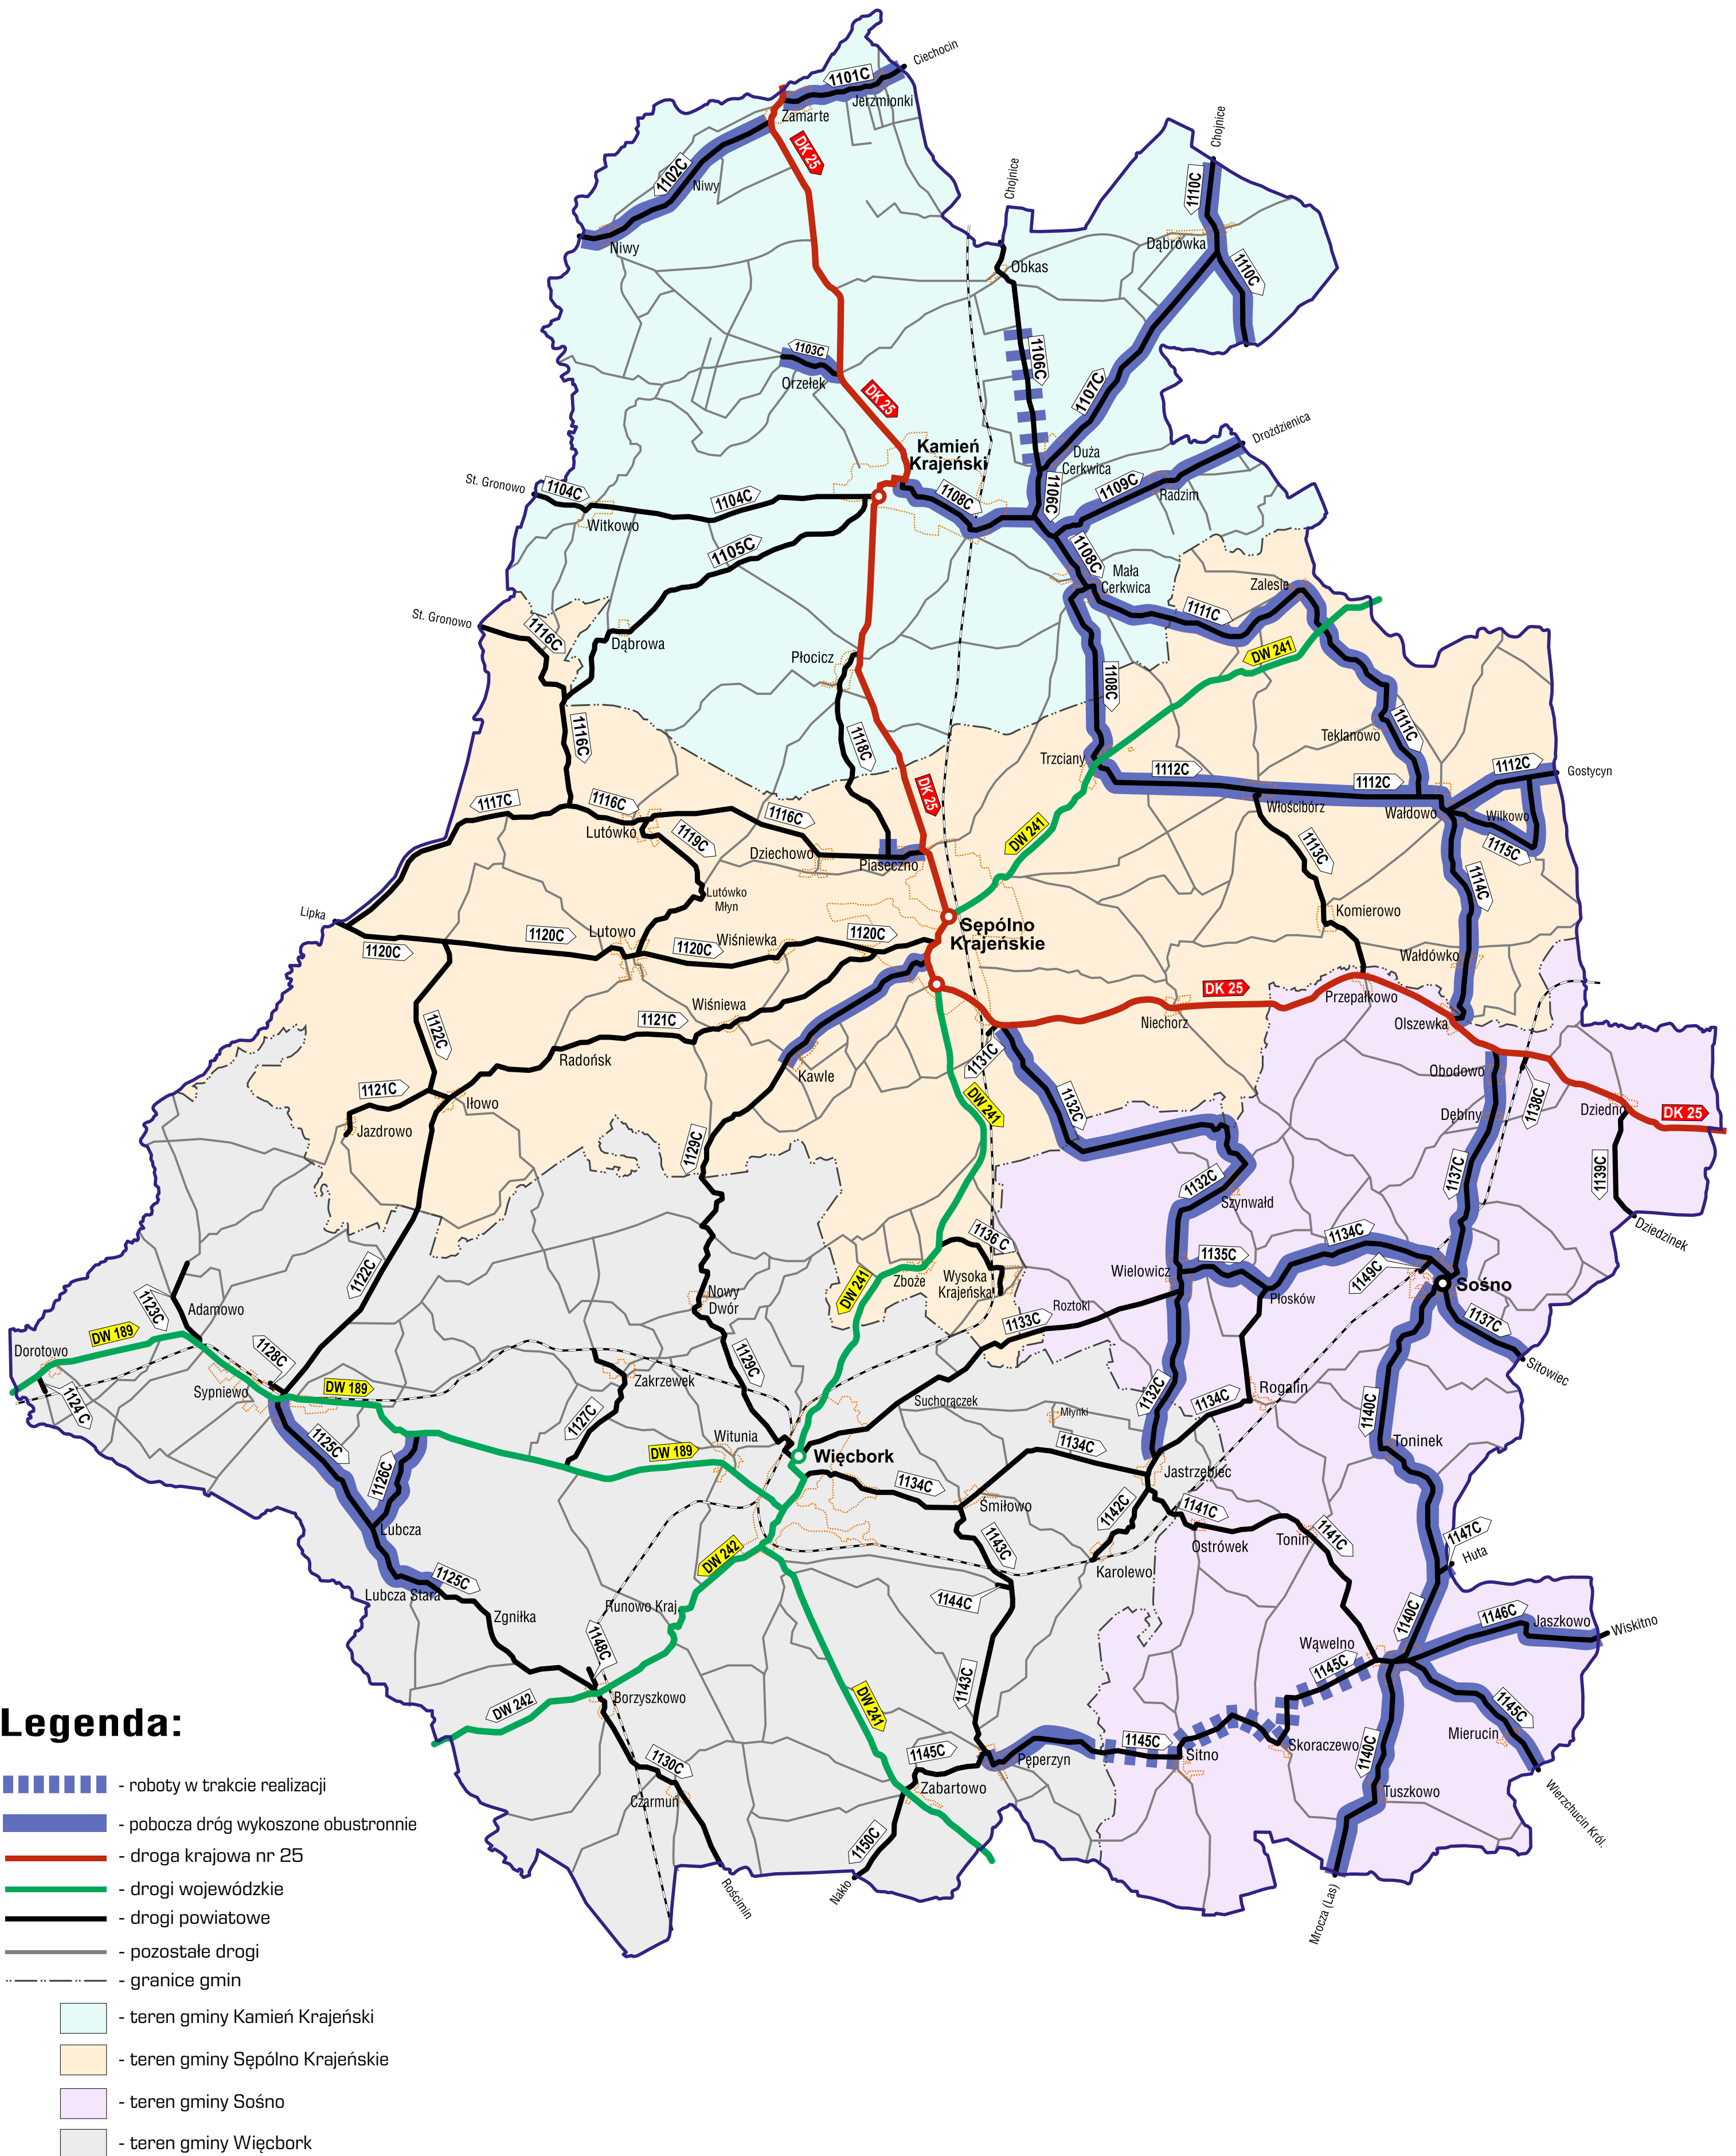 Ciechocin
1101C
Jerzmionki
Zamarte
DK 25
1102C
Niwy
Niwy
Chojnice
Chojnice
1110C
Dąbrówka
1110C
Obkas
1103C
Orzełek
1106C
DK 25
1107C
Kamień
Krajeński
Duża
Cerkwica
Drożdzienica
1109C
Radzim
St. Gronowo
1104C
1104C
Witkowo
1108C
1106C
1105C
1108C
Mała
Cerkwica
Zalesie
1111C
St. Gronowo
1116C
Dąbrowa
Płocicz
DW 241
1108C
1116C
1118C
Teklanowo
1111C
Trzciany
1112C
1112C
1112C
Gostycyn
DK 25
1117C
1116C
1116C
Lutówko
1119C
Włościbórz
Wałdowo
Wilkowo
DW 241
Dziechowo
Piaseczno
1113C
1115C
1114C
Lutówko
Młyn
Lipka
Komierowo
1120C
1120C
Lutowo
1120C
Wiśniewka
1120C
Sępólno
Krajeńskie
Wałdówko
Wiśniewa
DK 25
Przepałkowo
1122C
1121C
Niechorz
Olszewka
Radońsk
1131C
Kawle
Obodowo
1121C
Iłowo
DW 241
1132C
Dębiny
1138C
Dziedno
DK 25
Jazdrowo
1129C
1137C
1139C
1132C
Szynwałd
Dziedzinek
1136 C
1134C
1122C
1135C
Wielowicz
1149C
Zboże
Wysoka
Krajeńska
Sośno
1123C
Adamowo
Nowy
Dwór
DW 241
Roztoki
Płosków
1133C
1137C
DW 189
Dorotowo
1128C
Sitowiec
1129C
Sypniewo
DW 189
Zakrzewek
1124 C
Suchorączek
1132C
1134C
Rogalin
Młynki
1140C
1127C
1125C
Witunia
DW 189
Więcbork
1134C
Toninek
1126C
Jastrzębiec
1134C
Śmiłowo
1142C
1141C
Lubcza
Ostrówek
Tonin
1141C
1147C
Huta
DW 242
1143C
Karolewo
1125C
Lubcza Stara
1144C
Runowo Kraj.
Zgniłka
1140C
1146C
Jaszkowo
Wiskitno
1148C
Wąwelno
1145C
1143C
Borzyszkowo
DW 242
DW 241
1145C
Mierucin
1130C
1145C
Pęperzyn
1145C
Sitno
Skoraczewo
1140C
Czarmuń
Zabartowo
Tuszkowo
Wierzchucin Król.
1150C
Rościmin
Nakło
Mrocza (Las)
Legenda:
- roboty w trakcie realizacji
- pobocza dróg wykoszone obustronnie
- droga krajowa nr 25
- drogi wojewódzkie
- drogi powiatowe
- pozostałe drogi
- granice gmin
- teren gminy Kamień Krajeński
- teren gminy Sępólno Krajeńskie
- teren gminy Sośno
- teren gminy Więcbork
1121C